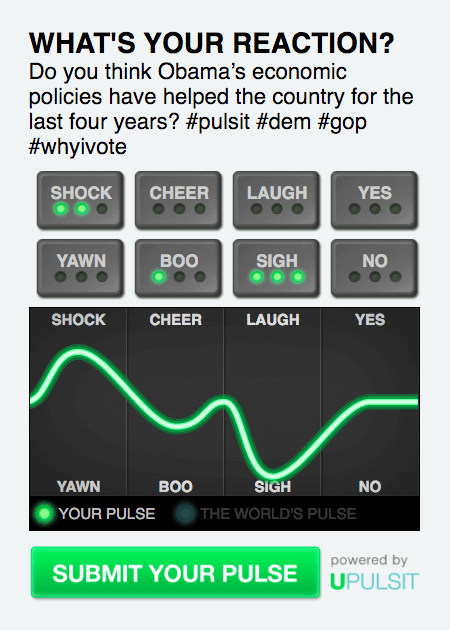 WHAT'S YOUR REACTION?
Do you think Obama’s economic
policies have helped the country for the
last four years? #pulsit #dem #gop
#whyivote
SHOCK CHEER LAUGH YES
YAWN BOO SIGH NO
SHOCK CHEER LAUGH YES
YAWN BOO SIGH NO
YOUR PULSE THE WORLD'S PULSE
SUBMIT YOUR PULSE
powered by
UPULSIT